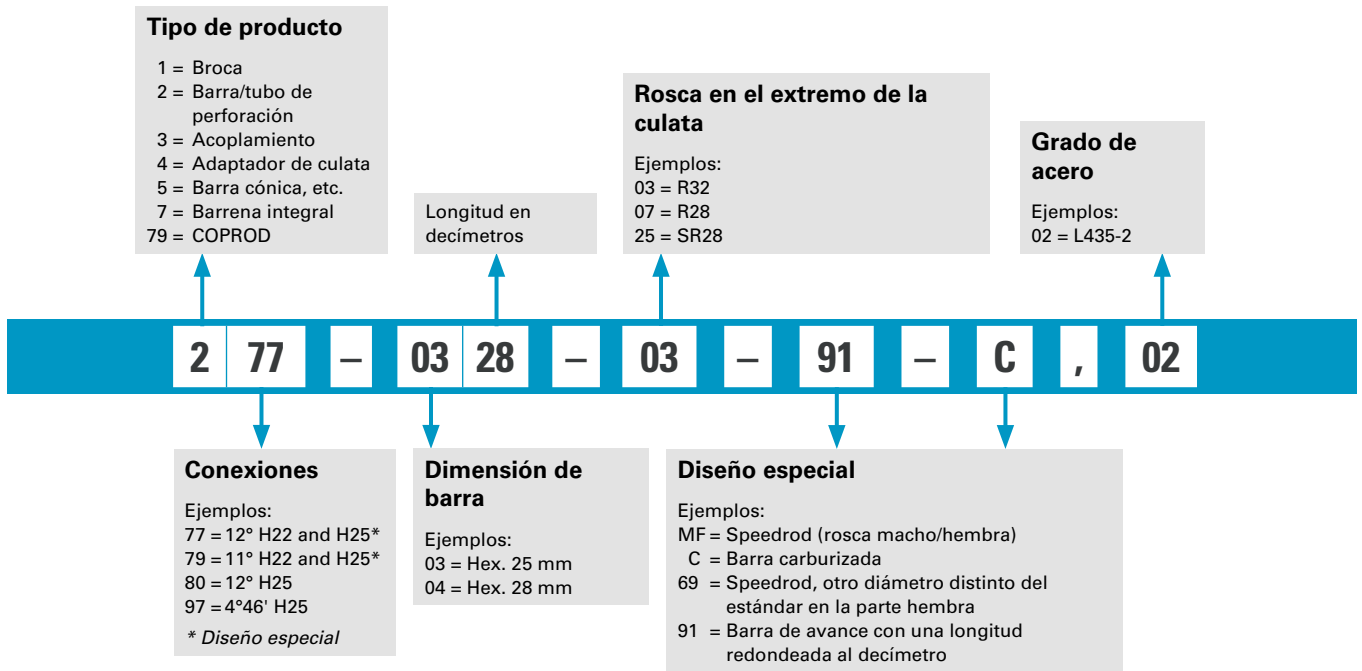 Tipo de producto
1 = Broca
2 = Barra/tubo de
perforación
3 = Acoplamiento
4 = Adaptador de culata
5 = Barra cónica, etc.
7 = Barrena integral
79 = COPROD
Longitud en
decímetros
Rosca en el extremo de la
culata
Ejemplos:
03 = R32
07 = R28
25 = SR28
Grado de
acero
Ejemplos:
02 = L435-2
2 77 – 03 28 – 03 – 91 – C , 02
Conexiones
Ejemplos:
77 = 12° H22 and H25*
79 = 11° H22 and H25*
80 = 12° H25
97 = 4°46' H25
* Diseño especial
Dimensión de
barra
Ejemplos:
03 = Hex. 25 mm
04 = Hex. 28 mm
Diseño especial
Ejemplos:
MF = Speedrod (rosca macho/hembra)
C = Barra carburizada
69 = Speedrod, otro diámetro distinto del
estándar en la parte hembra
91 = Barra de avance con una longitud
redondeada al decímetro